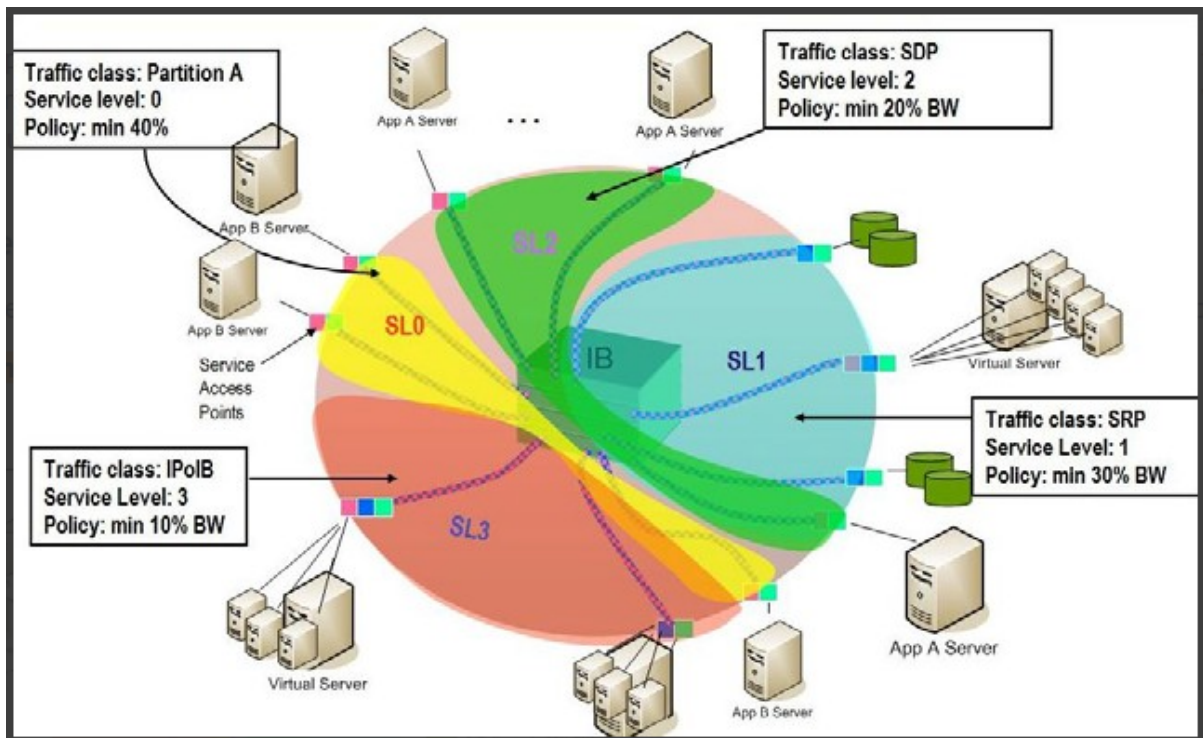 Traffic class: Partition A
Service level: 0
Policy: min 40%
Traffic class: SDP
Service level: 2
Policy: min 20% BW
App A Server
...
App A Server
App B Server
App B Server
Service
Access
Points
SL2
SL0
IB
SL1
SL3
Virtual Server
Traffic class: SRP
Service Level: 1
Policy: min 30% BW
Traffic class: IPoIB
Service Level: 3
Policy: min 10% BW
Virtual Server
App B Server
App A Server